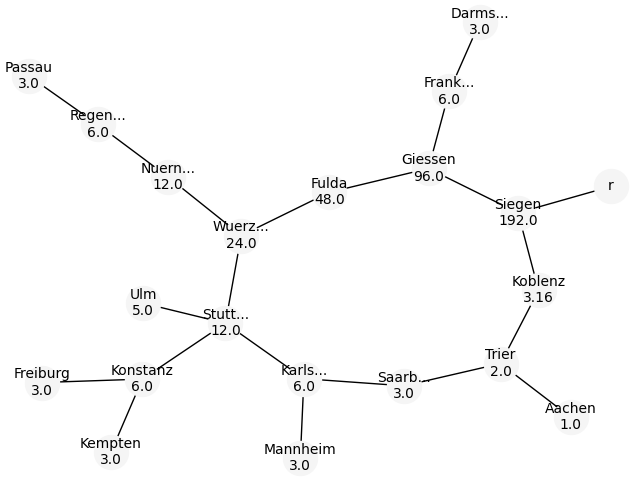 Darms...
3.0
Passau
3.0
Frank...
6.0
Regen...
6.0
Nuern...
12.0
Giessen
96.0
Fulda
48.0
r
Siegen
192.0
Wuerz...
24.0
Koblenz
3.16
Ulm
5.0
Stutt...
12.0
Trier
2.0
Freiburg
3.0
Konstanz
6.0
Karls...
6.0
Saarb...
3.0
Aachen
1.0
Kempten
3.0
Mannheim
3.0